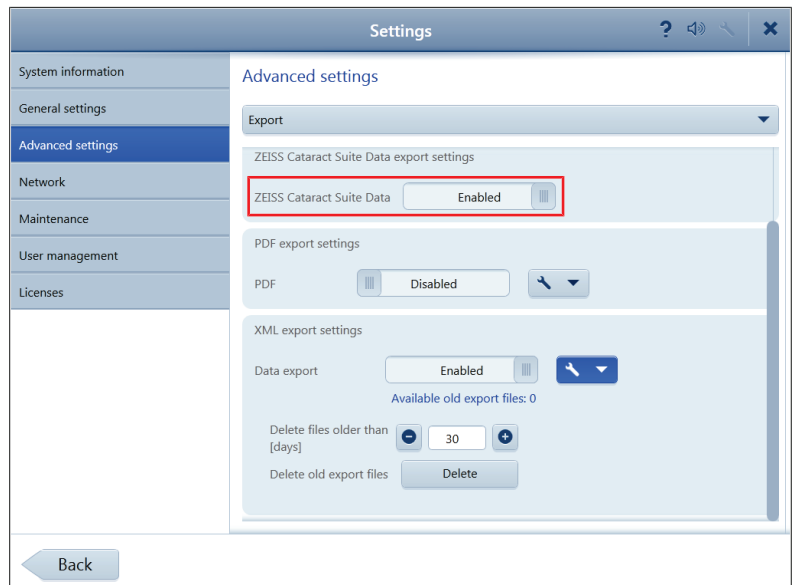 Settings
?
System information
General settings
Advanced settings
Network
Maintenance
User management
Licenses
Advanced settings
Export
ZEISS Cataract Suite Data export settings
ZEISS Cataract Suite Data Enabled
PDF export settings
PDF Disabled
XML export settings
Data export Enabled
Available old export files: 0
Delete files older than
[days]
30
Delete old export files Delete
Back